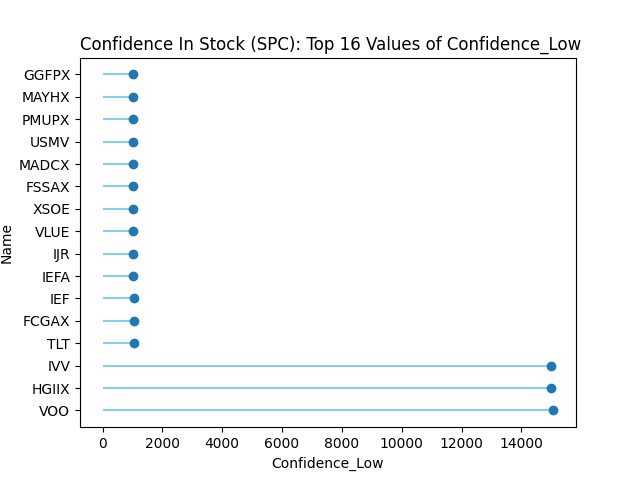 Confidence In Stock (SPC): Top 16 Values of Confidence_Low
GGFPX
MAYHX
PMUPX
USMV
MADCX
FSSAX
XSOE
VLUE
IJR
IEFA
IEF
FCGAX
TLT
IVV
HGIIX
VOO
Name
0 2000 4000 6000 8000 10000 12000 14000
Confidence_Low